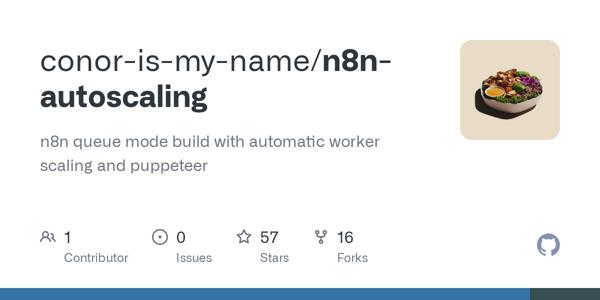 conor-is-my-name/n8n-
autoscaling
n8n queue mode build with automatic worker
scaling and puppeteer
1
Contributor
0
Issues
57
Stars
16
Forks